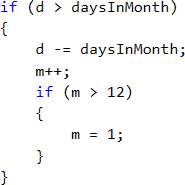 if (d > daysInMonth)
{
    d -= daysInMonth;
    m++;
    if (m > 12)
    {
        m = 1;
    }
}